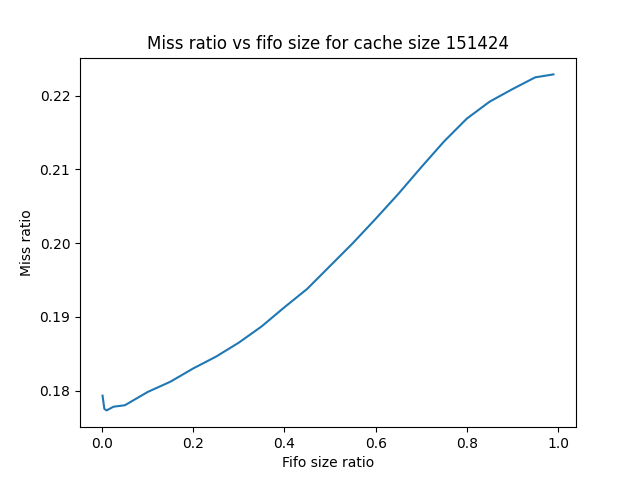 Miss ratio vs fifo size for cache size 151424
Miss ratio
0.22
0.21
0.20
0.19
0.18
0.0 0.2 0.4 0.6 0.8 1.0
Fifo size ratio